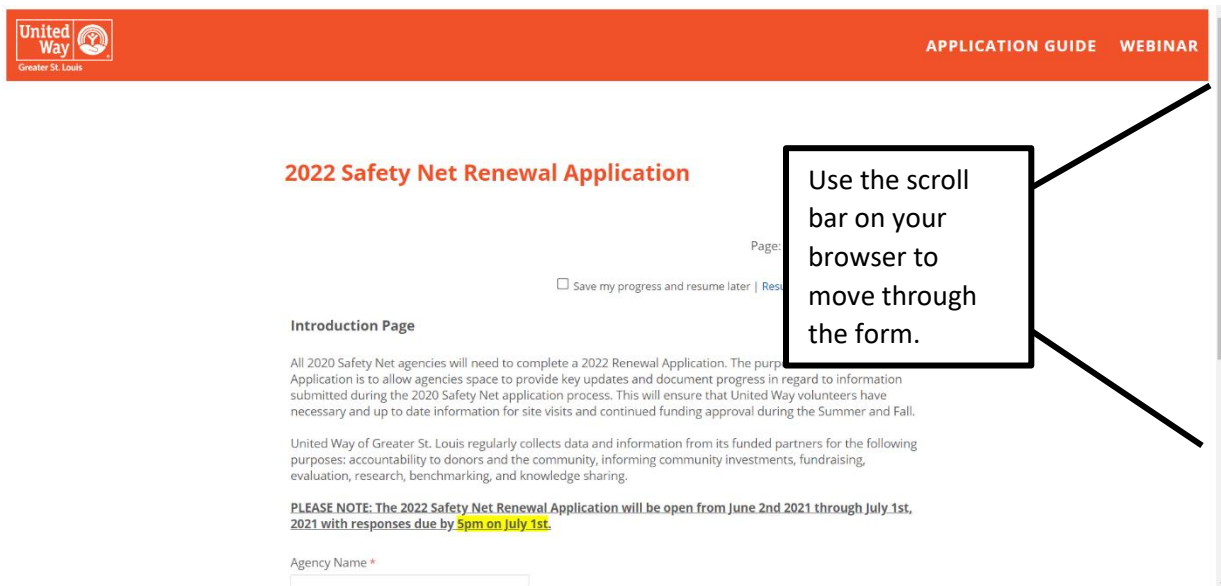 United
Way
Greater St. Louis
APPLICATION GUIDE WEBINAR
2022 Safety Net Renewal Application
Use the scroll
bar on your
browser to
move through
the form.
Page:
Save my progress and resume later |
Introduction Page
All 2020 Safety Net agencies will need to complete a 2022 Renewal Application. The
Application is to allow agencies space to provide key updates and document progress in regard to information
submitted during the 2020 Safety Net application process. This will ensure that United Way volunteers have
necessary and up to date information for site visits and continued funding approval during the Summer and Fall.
United Way of Greater St. Louis regularly collects data and information from its funded partners for the following
purposes: accountability to donors and the community, informing community investments, fundraising,
evaluation, research, benchmarking, and knowledge sharing.
PLEASE NOTE: The 2022 Safety Net Renewal Application will be open from June 2nd 2021 through July 1st,
2021 with responses due by 5pm on July 1st.
Agency Name *